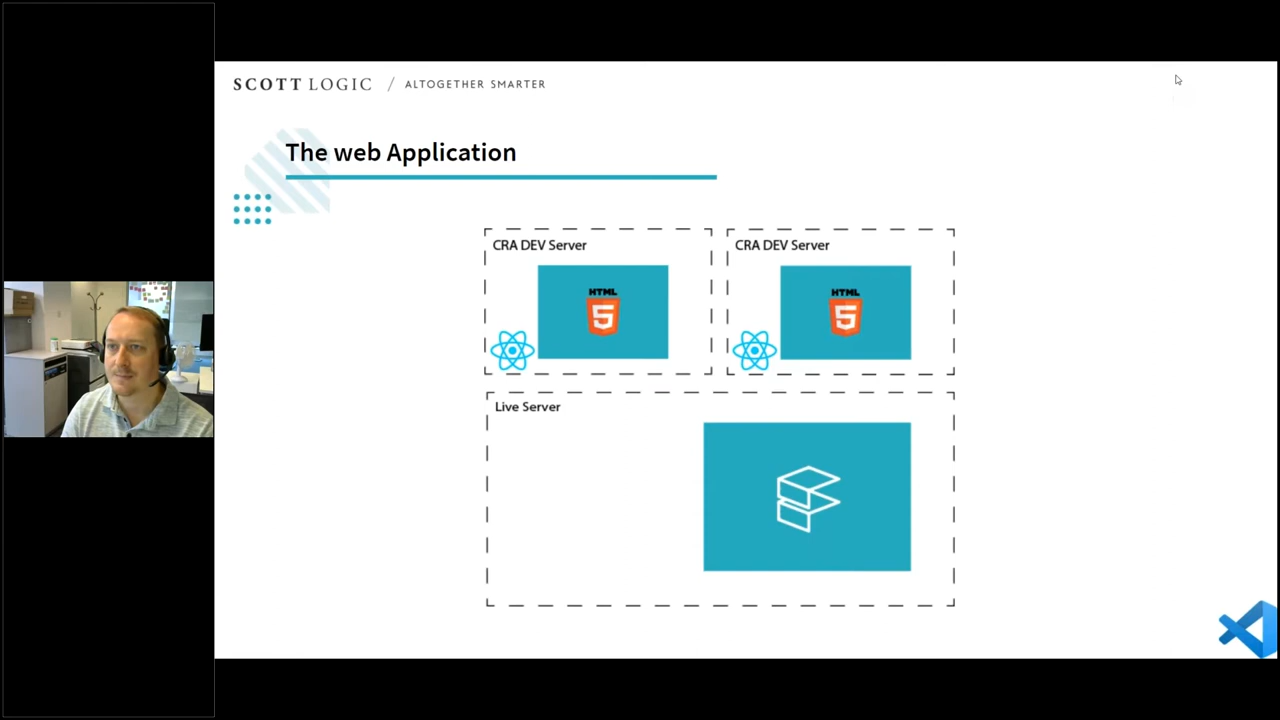 SCOTT LOGIC / ALTOGETHER SMARTER
The web Application
CRA DEV Server
CRA DEV Server
HTML
5
HTML
5
Live Server